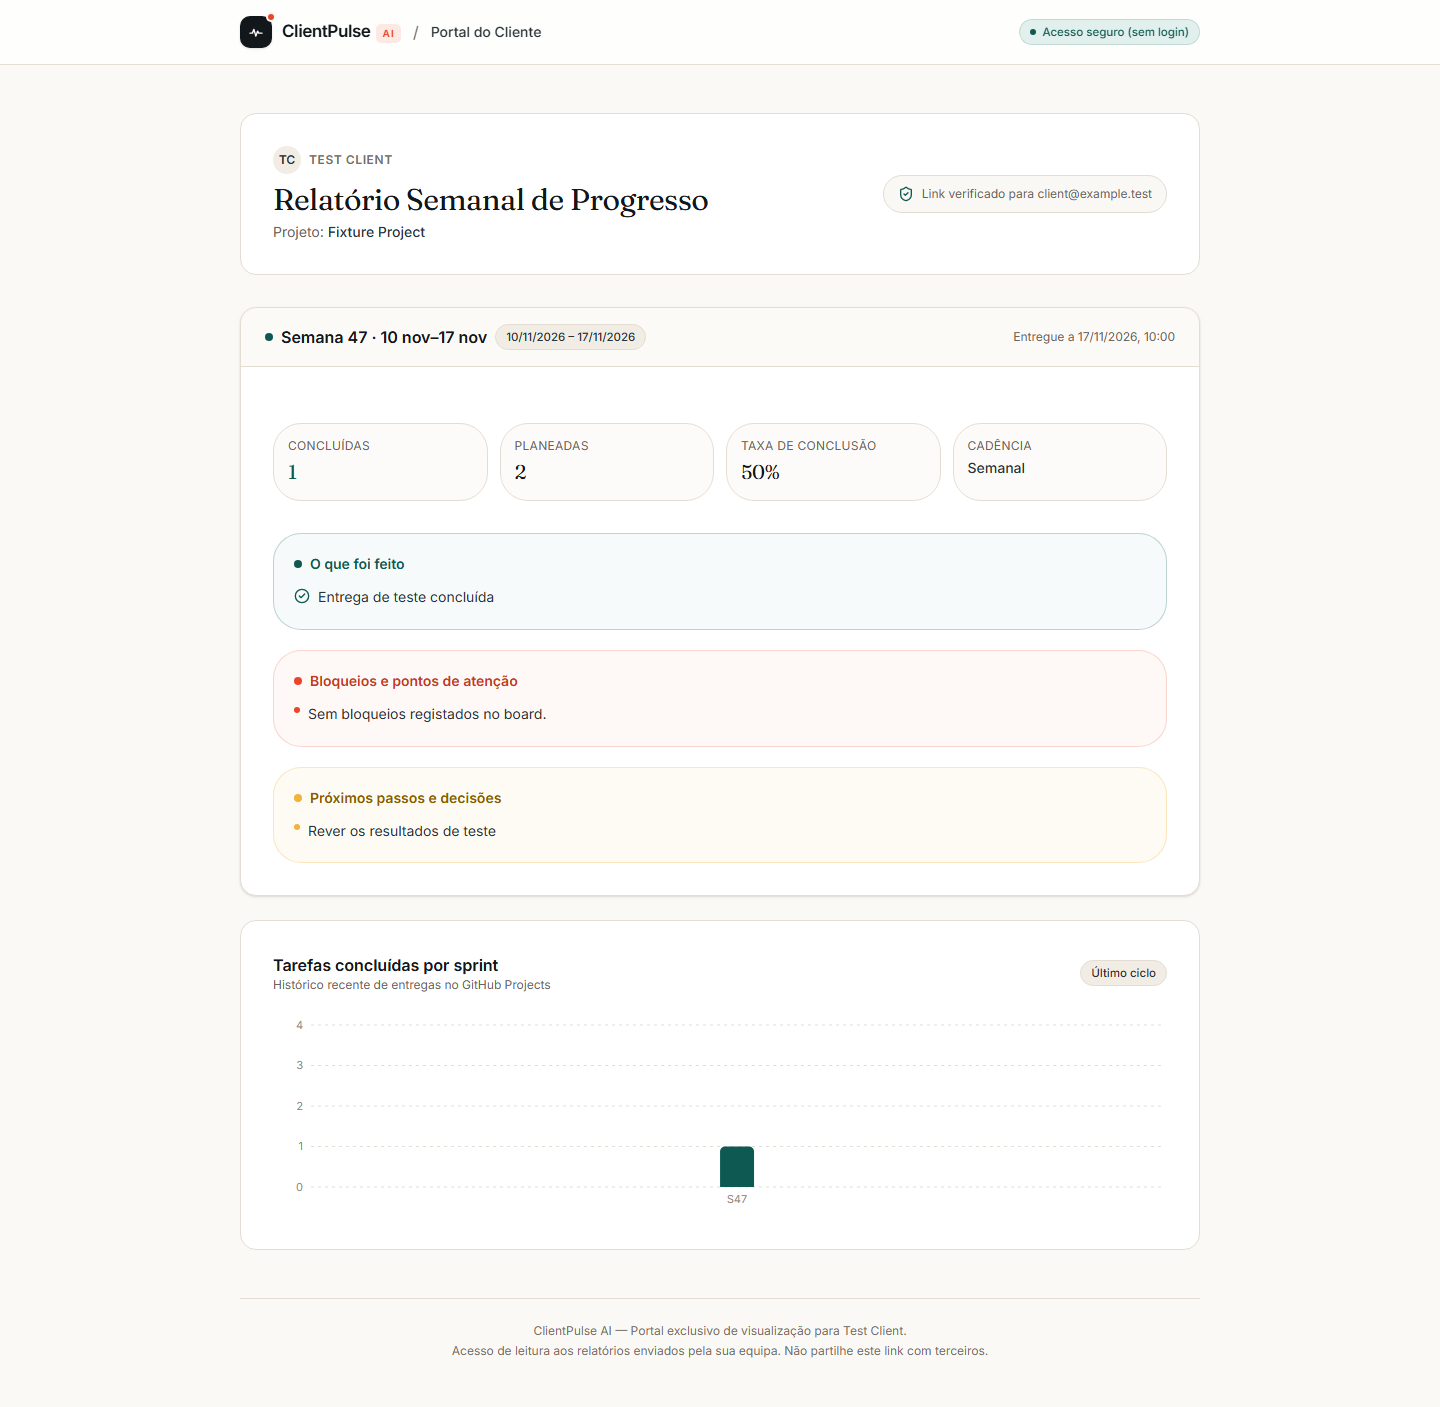 ClientPulse AI / Portal do Cliente
Acesso seguro (sem login)
TC TEST CLIENT
Relatório Semanal de Progresso
Projeto: Fixture Project
Link verificado para client@example.test
Semana 47 · 10 nov–17 nov
10/11/2026 – 17/11/2026
Entregue a 17/11/2026, 10:00
CONCLUÍDAS
1
PLANEADAS
2
TAXA DE CONCLUSÃO
50%
CADÊNCIA
Semanal
O que foi feito
Entrega de teste concluída
Bloqueios e pontos de atenção
Sem bloqueios registados no board.
Próximos passos e decisões
Rever os resultados de teste
Tarefas concluídas por sprint
Histórico recente de entregas no GitHub Projects
Último ciclo
4
3
2
1
0
S47
ClientPulse AI — Portal exclusivo de visualização para Test Client.
Acesso de leitura aos relatórios enviados pela sua equipa. Não partilhe este link com terceiros.